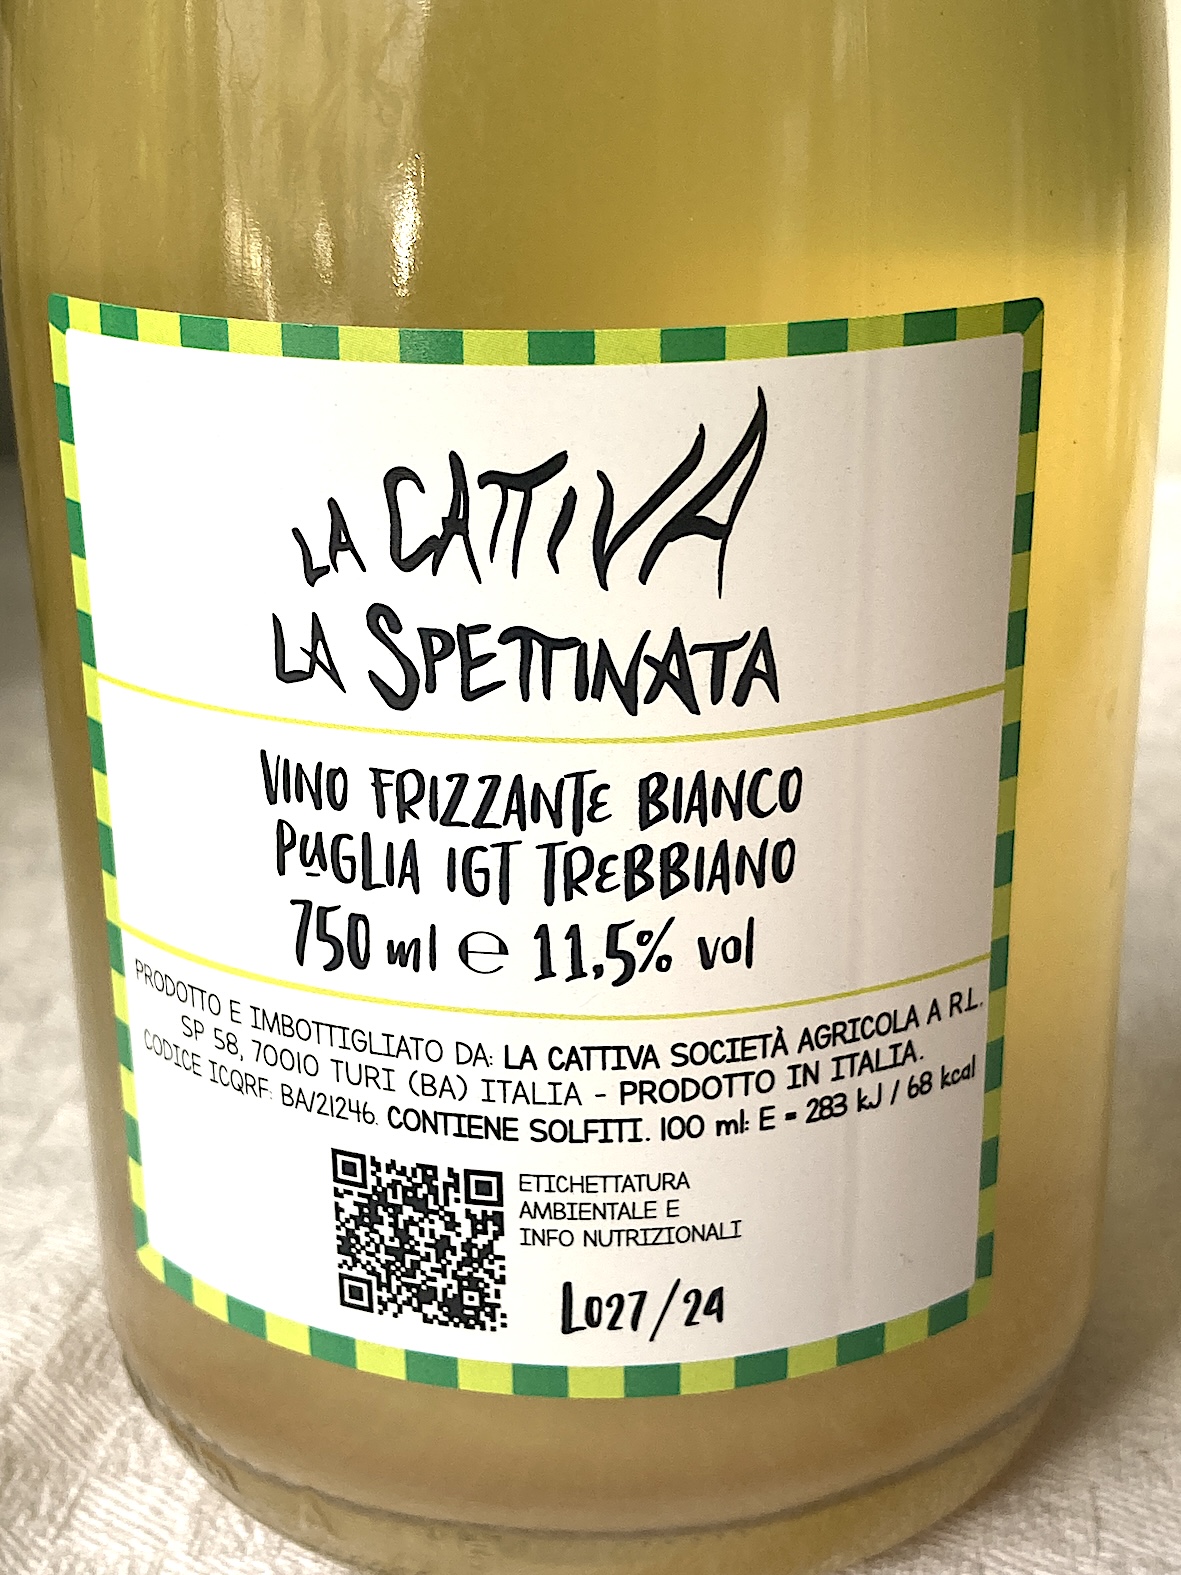 LA CATTIVA
LA SPETTINATA
VINO FRIZZANTE BIANCO
PUGLIA IGT TREBBIANO
750 ml ℮ 11,5% vol
PRODOTTO E IMBOTTIGLIATO DA: LA CATTIVA SOCIETÀ AGRICOLA A R.L.
SP 58, 70010 TURI (BA) ITALIA - PRODOTTO IN ITALIA.
CODICE ICQRF: BA/21246. CONTIENE SOLFITI. 100 ml: E = 283 kJ / 68 kcal
ETICHETTATURA
AMBIENTALE E
INFO NUTRIZIONALI
L027/24